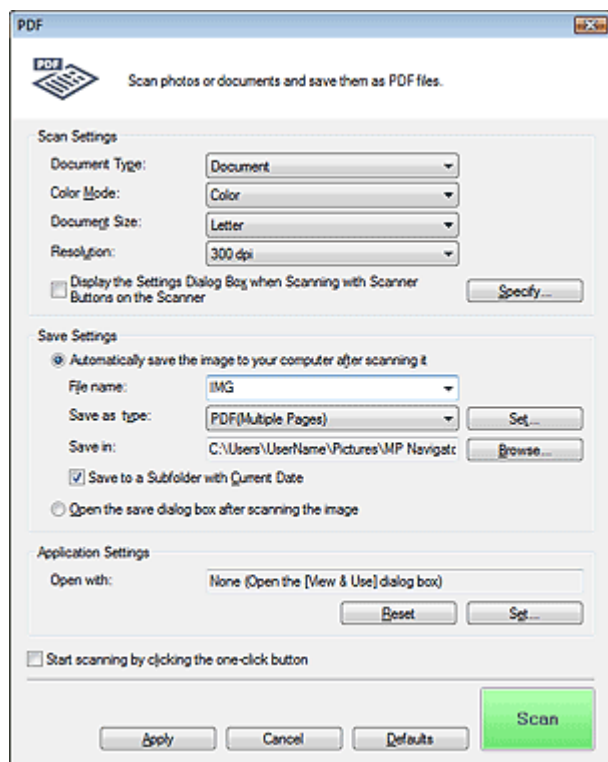 PDF
PDF
Scan photos or documents and save them as PDF files.
Scan Settings
Document Type: Document
Color Mode: Color
Document Size: Letter
Resolution: 300 dpi
Display the Settings Dialog Box when Scanning with Scanner
Buttons on the Scanner
Specify...
Save Settings
Automatically save the image to your computer after scanning it
File name: IMG
Save as type: PDF(Multiple Pages) Set...
Save in: C:\Users\UserName\Pictures\MP Navigatc Browse...
Save to a Subfolder with Current Date
Open the save dialog box after scanning the image
Application Settings
Open with: None (Open the [View & Use] dialog box)
Reset Set...
Start scanning by clicking the one-click button
Scan
Apply Cancel Defaults